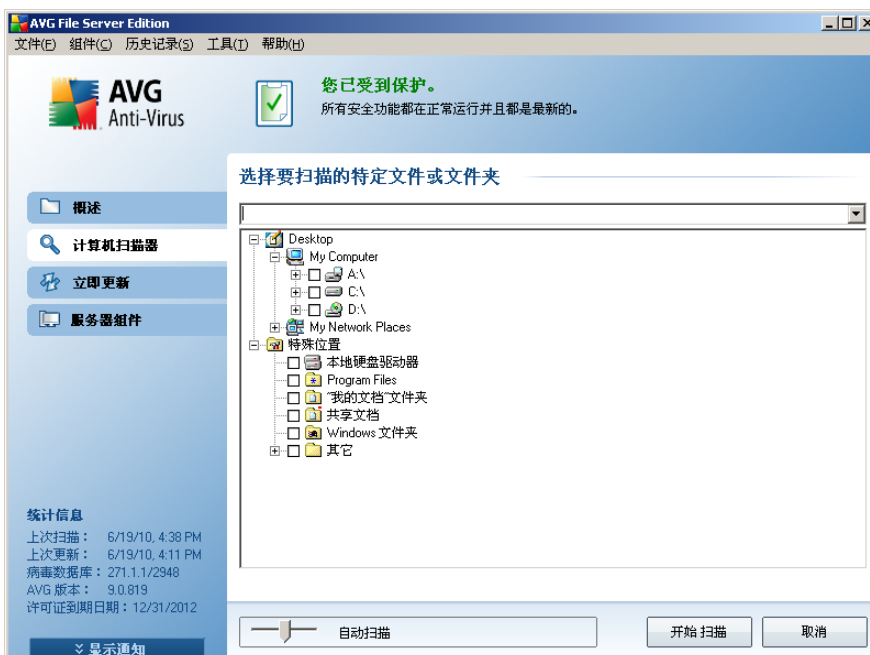 AVG File Server Edition
文件(F) 组件(C) 历史记录(S) 工具(T) 帮助(H)
AVG
Anti-Virus
您已受到保护。
所有安全功能都在正常运行并且都是最新的。
选择要扫描的特定文件或文件夹
概述
计算机扫描器
立即更新
服务器组件
Desktop
My Computer
A:\
C:\
D:\
My Network Places
特殊位置
本地硬盘驱动器
Program Files
“我的文档”文件夹
共享文档
Windows 文件夹
其它
统计信息
上次扫描： 6/19/10, 4:38 PM
上次更新： 6/19/10, 4:11 PM
病毒数据库：271.1.1/2948
AVG 版本： 9.0.819
许可证到期日期：12/31/2012
显示通知
自动扫描
开始 扫描
取消